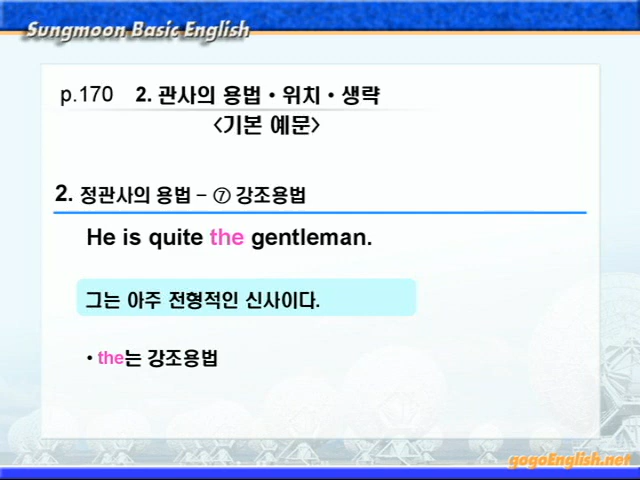 Sungmoon Basic English
p.170 2. 관사의 용법 • 위치 • 생략
<기본 예문>
2. 정관사의 용법 – ⑦ 강조용법
He is quite the gentleman.
그는 아주 전형적인 신사이다.
• the는 강조용법
gogoEnglish.net